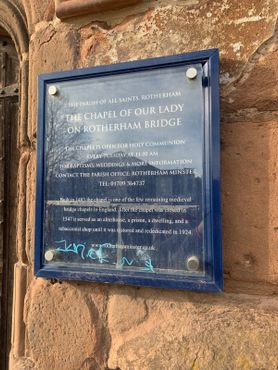 THE PARISH OF ALL SAINTS, ROTHERHAM
THE CHAPEL OF OUR LADY
ON ROTHERHAM BRIDGE
THE CHAPEL IS OPEN FOR HOLY COMMUNION
EVERY TUESDAY AT 11.00 AM
FOR BAPTISMS, WEDDINGS & MORE INFORMATION
CONTACT THE PARISH OFFICE, ROTHERHAM MINSTER
TEL: 01709 364737
Built in 1483, the chapel is one of the few remaining medieval
bridge chapels in England. After the chapel was closed in
1547 it served as an almshouse, a prison, a dwelling, and a
tobacconist shop until it was restored and rededicated in 1924.
www.rotherhamminster.co.uk